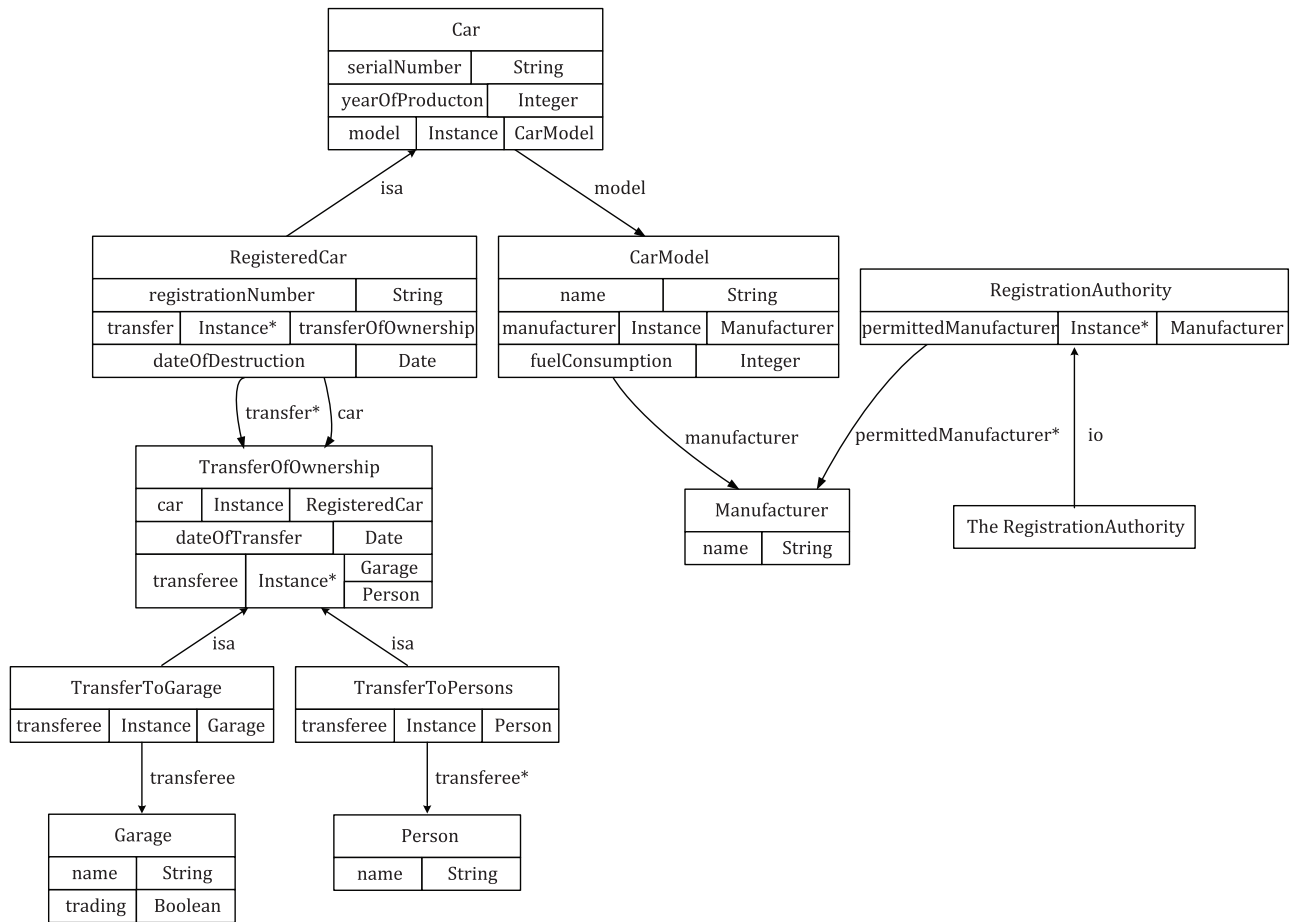 Car
serialNumber String
yearOfProducton Integer
model Instance CarModel
isa
model
RegisteredCar
registrationNumber String
transfer Instance* transferOfOwnership
dateOfDestruction Date
CarModel
name String
manufacturer Instance Manufacturer
fuelConsumption Integer
RegistrationAuthority
permittedManufacturer Instance* Manufacturer
transfer*
car
manufacturer
permittedManufacturer*
io
TransferOfOwnership
car Instance RegisteredCar
dateOfTransfer Date
transferee Instance* Garage
Person
Manufacturer
name String
The RegistrationAuthority
isa
isa
TransferToGarage
transferee Instance Garage
TransferToPersons
transferee Instance Person
transferee
transferee*
Garage
name String
trading Boolean
Person
name String